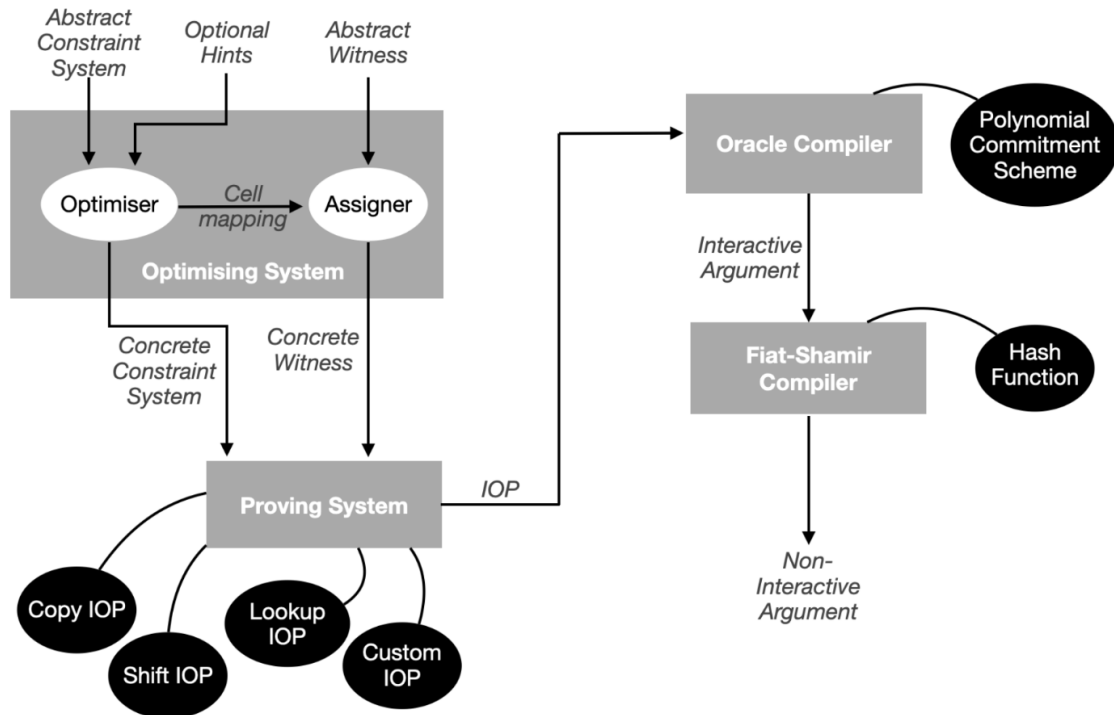 Abstract
Constraint
System
Optional
Hints
Abstract
Witness
Optimiser
Cell
mapping
Assigner
Optimising System
Concrete
Constraint
System
Concrete
Witness
Proving System
IOP
Copy IOP
Shift IOP
Lookup
IOP
Custom
IOP
Oracle Compiler
Polynomial
Commitment
Scheme
Interactive
Argument
Fiat-Shamir
Compiler
Hash
Function
Non-
Interactive
Argument